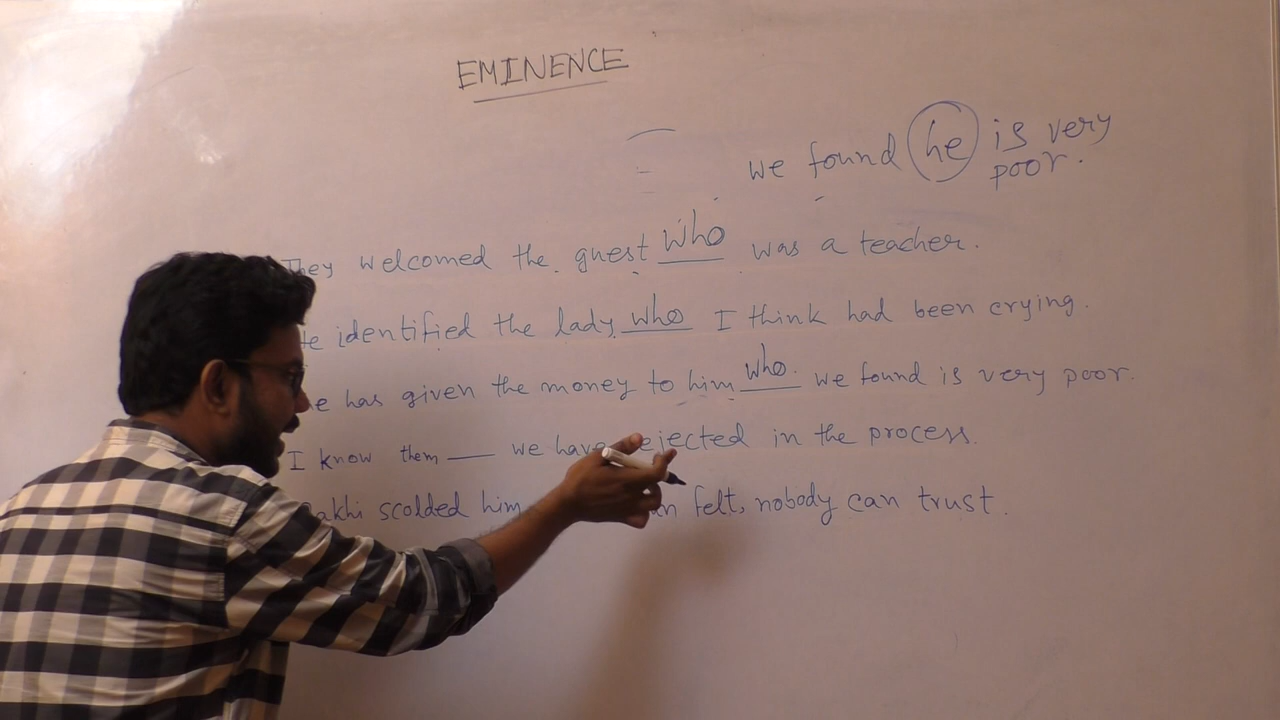 EMINENCE
we found he is very
poor.
They welcomed the guest who was a teacher.
identified the lady who I think had been crying.
has given the money to him who we found is very poor.
I know them ___ we have rejected in the process.
scolded him felt, nobody can trust.